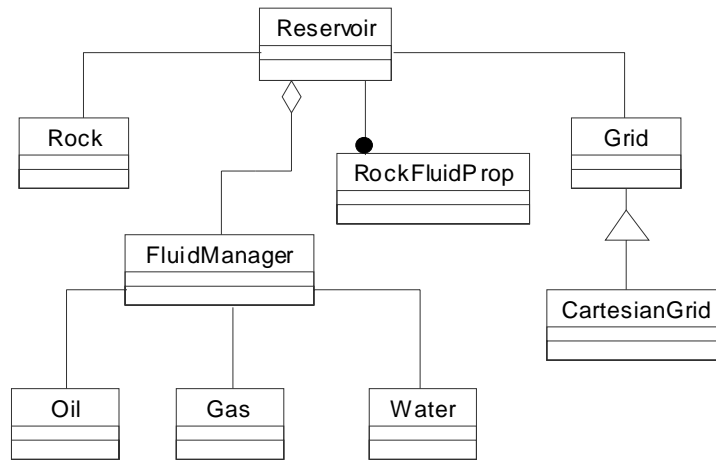 Reservoir
Rock
Grid
RockFluidProp
FluidManager
CartesianGrid
Oil
Gas
Water